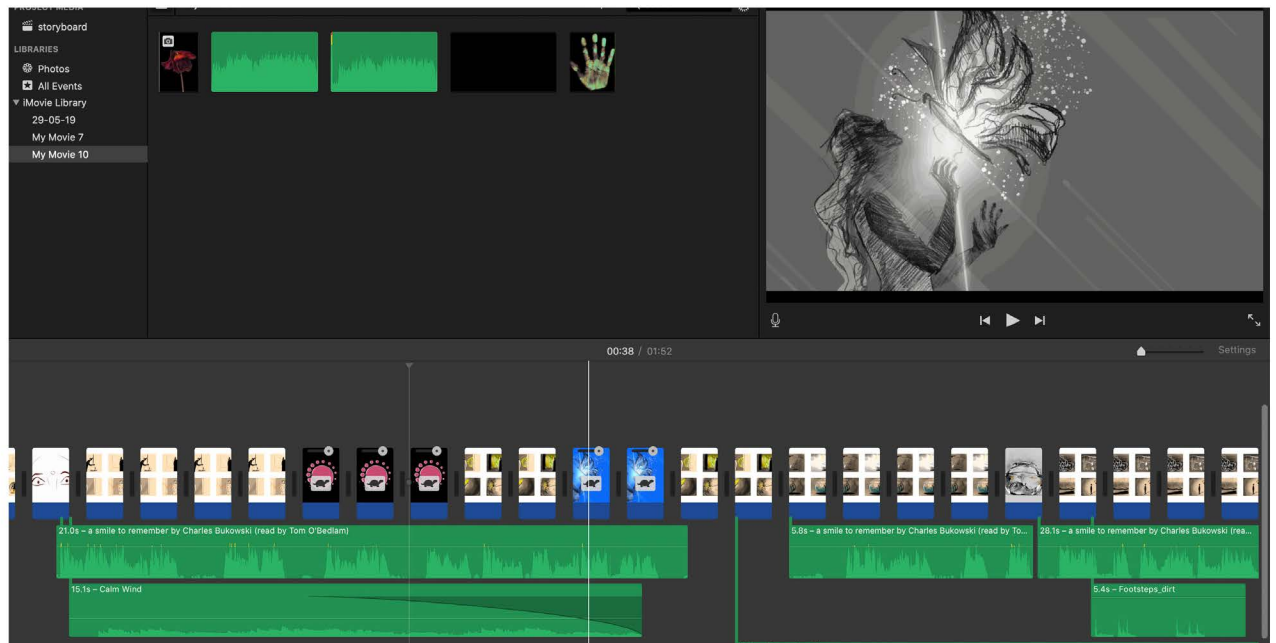 PROJECT MEDIA
storyboard
LIBRARIES
Photos
All Events
iMovie Library
29-05-19
My Movie 7
My Movie 10
00:38 / 01:52
Settings
21.0s – a smile to remember by Charles Bukowski (read by Tom O'Bedlam)
5.8s – a smile to remember by Charles Bukowski (read by To...
28.1s – a smile to remember by Charles Bukowski (rea...
15.1s – Calm Wind
5.4s – Footsteps_dirt